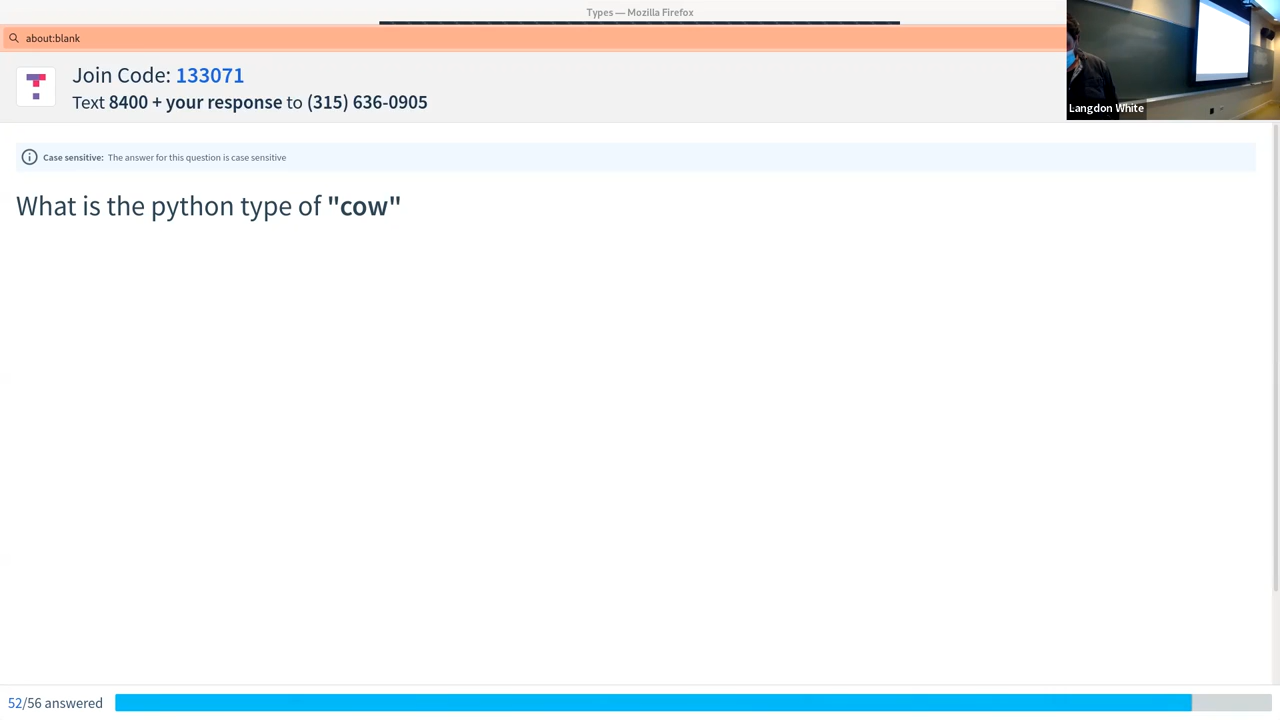 Types — Mozilla Firefox
about:blank
Join Code: 133071
Text 8400 + your response to (315) 636-0905
Langdon White
Case sensitive: The answer for this question is case sensitive
What is the python type of "cow"
52/56 answered